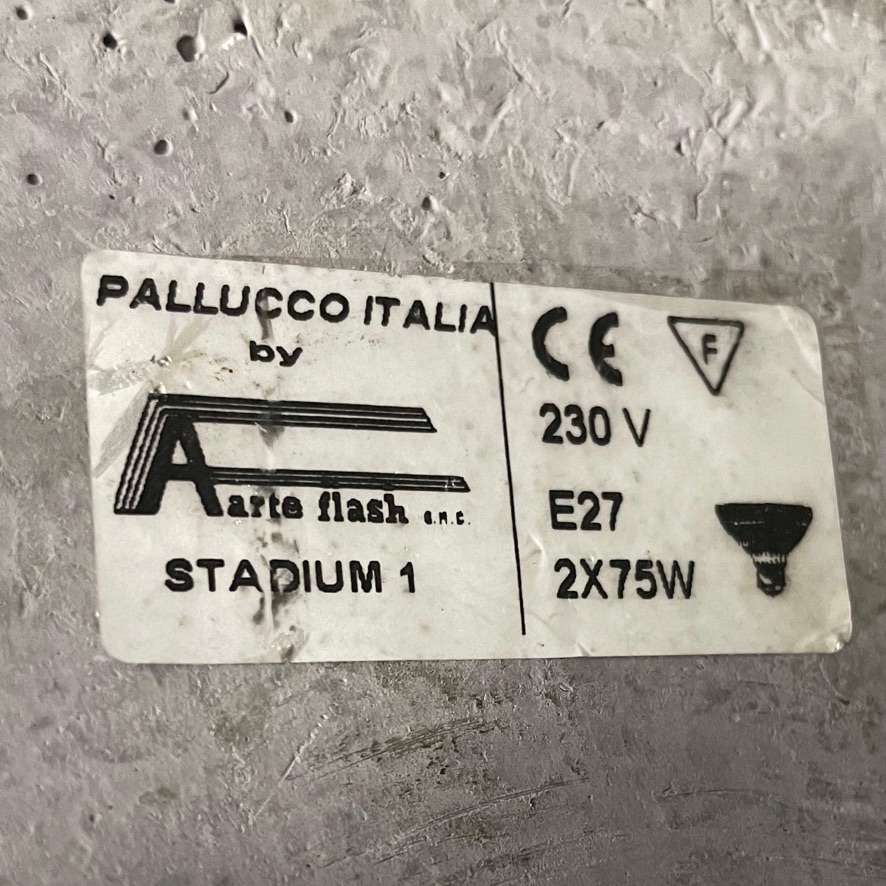 PALLUCCO ITALIA
by
arte flash s.n.c.
STADIUM 1
CE F
230 V
E27
2X75W